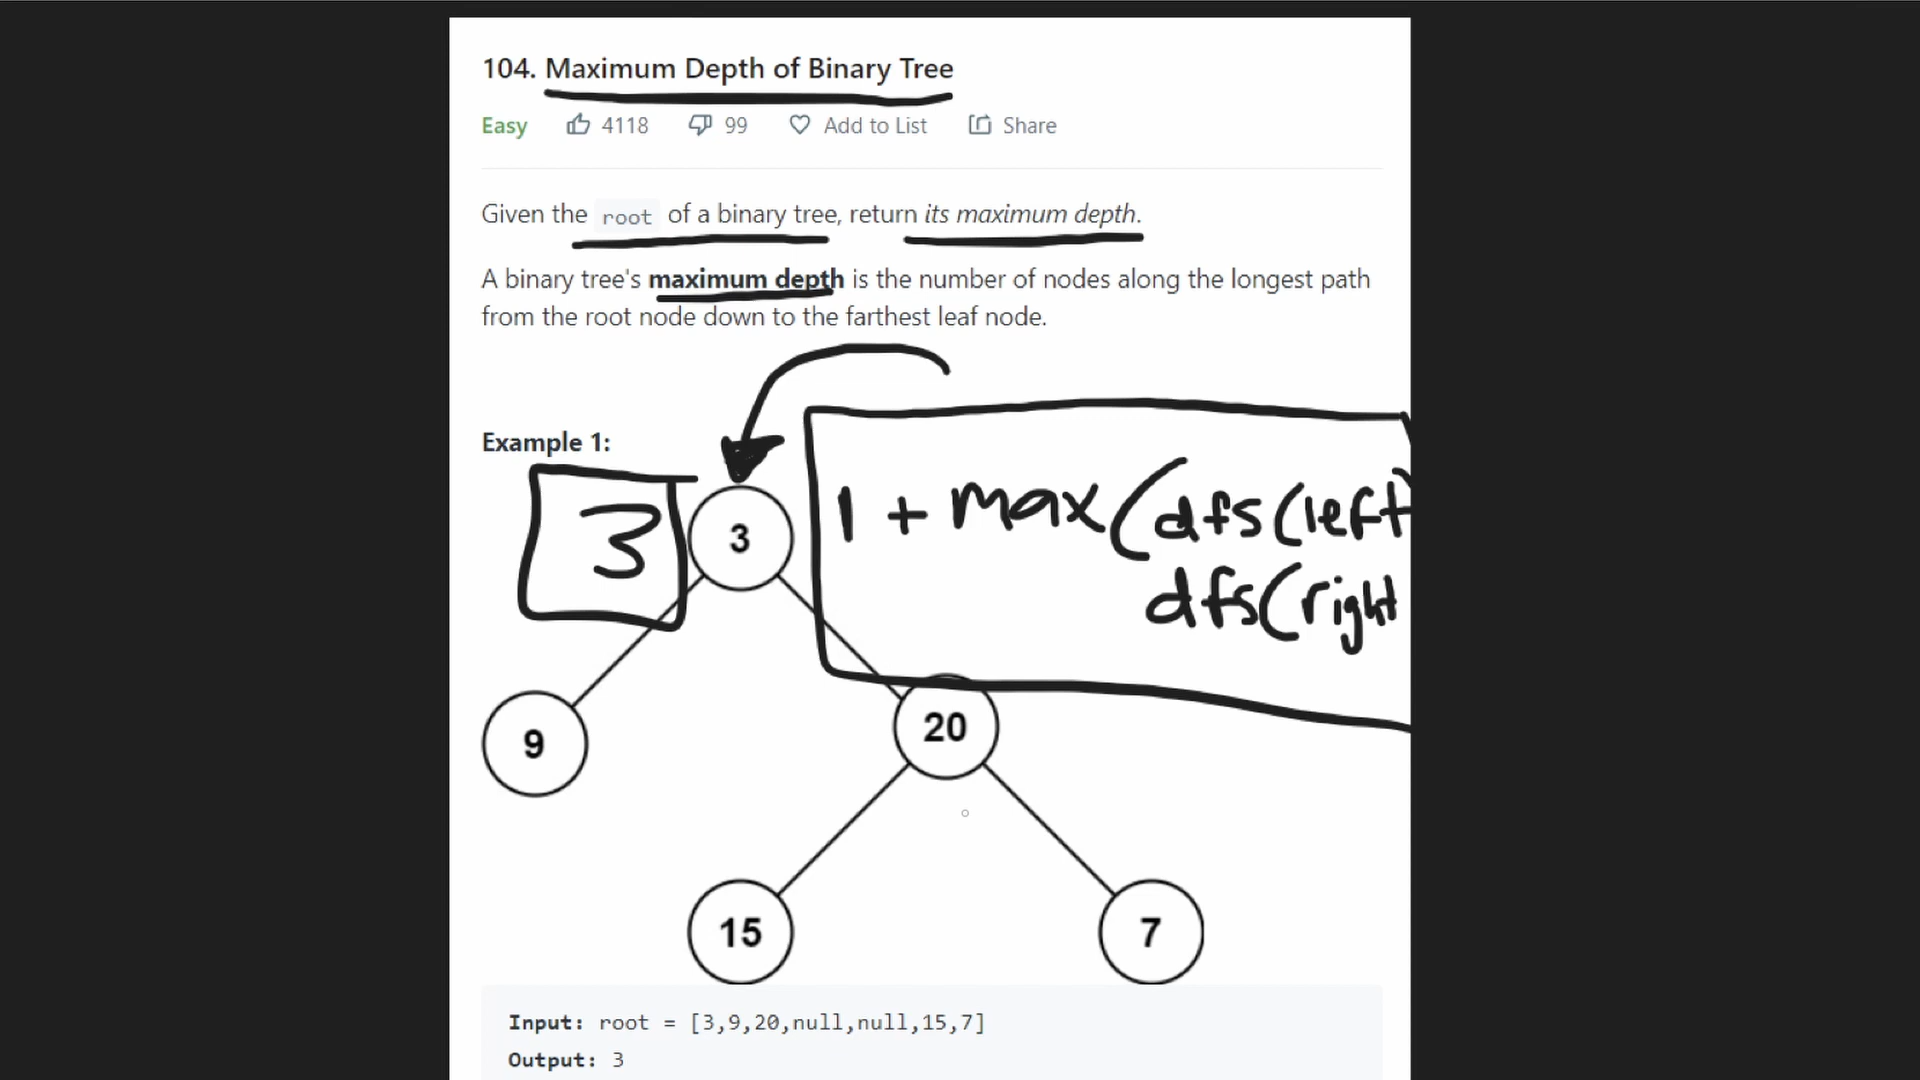 104. Maximum Depth of Binary Tree
Easy 4118 99 Add to List Share
Given the root of a binary tree, return its maximum depth.
A binary tree's maximum depth is the number of nodes along the longest path
from the root node down to the farthest leaf node.
Example 1:
3
3
1 + max(dfs(left)
dfs(right
9
20
15
7
Input: root = [3,9,20,null,null,15,7]
Output: 3